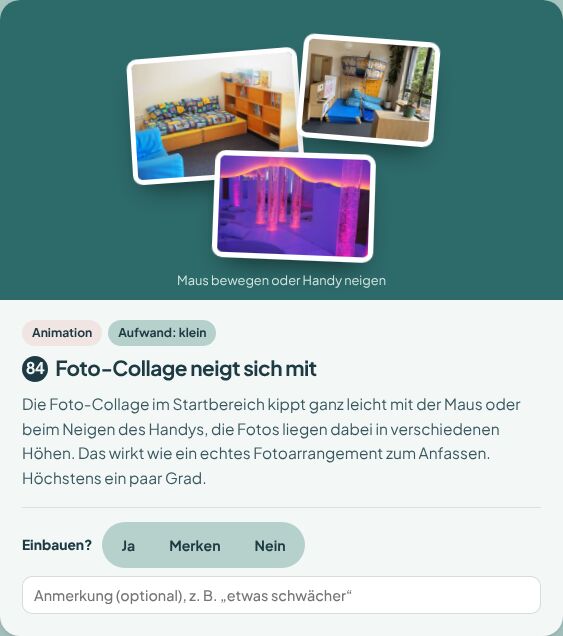 Maus bewegen oder Handy neigen
Animation
Aufwand: klein
84 Foto-Collage neigt sich mit
Die Foto-Collage im Startbereich kippt ganz leicht mit der Maus oder
beim Neigen des Handys, die Fotos liegen dabei in verschiedenen
Höhen. Das wirkt wie ein echtes Fotoarrangement zum Anfassen.
Höchstens ein paar Grad.
Einbauen?
Ja
Merken
Nein
Anmerkung (optional), z. B. „etwas schwächer“